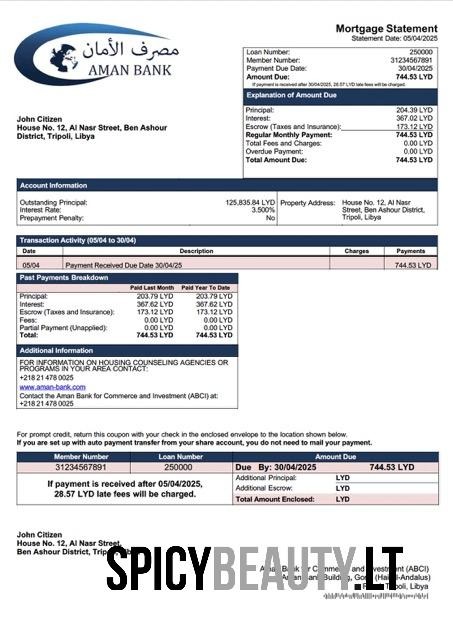 Mortgage Statement
Statement Date: 05/04/2025
مصرف الأمان
AMAN BANK
Loan Number: 250000
Member Number: 31234567891
Payment Due Date: 30/04/2025
Amount Due: 744.53 LYD
If payment is received after 30/04/2025, 28.57 LYD late fees will be charged.
Explanation of Amount Due
Principal: 204.39 LYD
Interest: 367.02 LYD
Escrow (Taxes and Insurance): 173.12 LYD
Regular Monthly Payment: 744.53 LYD
Total Fees and Charges: 0.00 LYD
Overdue Payment: 0.00 LYD
Total Amount Due: 744.53 LYD
John Citizen
House No. 12, Al Nasr Street, Ben Ashour
District, Tripoli, Libya
Account Information
Outstanding Principal: 125,835.84 LYD
Interest Rate: 3.500%
Prepayment Penalty: No
Property Address: House No. 12, Al Nasr
Street, Ben Ashour District,
Tripoli, Libya
Transaction Activity (05/04 to 30/04)
Date Description Charges Payments
05/04 Payment Received Due Date 30/04/25 744.53 LYD
Past Payments Breakdown
Paid Last Month Paid Year To Date
Principal: 203.79 LYD 203.79 LYD
Interest: 367.62 LYD 367.62 LYD
Escrow (Taxes and Insurance): 173.12 LYD 173.12 LYD
Fees: 0.00 LYD 0.00 LYD
Partial Payment (Unapplied): 0.00 LYD 0.00 LYD
Total: 744.53 LYD 744.53 LYD
Additional Information
FOR INFORMATION ON HOUSING COUNSELING AGENCIES OR
PROGRAMS IN YOUR AREA CONTACT:
+218 21 478 0025
www.aman-bank.com
Contact the Aman Bank for Commerce and Investment (ABCI) at:
+218 21 478 0025
For prompt credit, return this coupon with your check in the enclosed envelope to the location shown below.
If you are set up with auto payment transfer from your share account, you do not need to mail your payment.
Member Number Loan Number Amount Due
31234567891 250000 Due By: 30/04/2025 744.53 LYD
If payment is received after 05/04/2025,
28.57 LYD late fees will be charged.
Additional Principal: LYD
Additional Escrow: LYD
Total Amount Enclosed: LYD
John Citizen
House No. 12, Al Nasr Street,
Ben Ashour District,
SPICYBEAUTY.LT
Investment (ABCI)